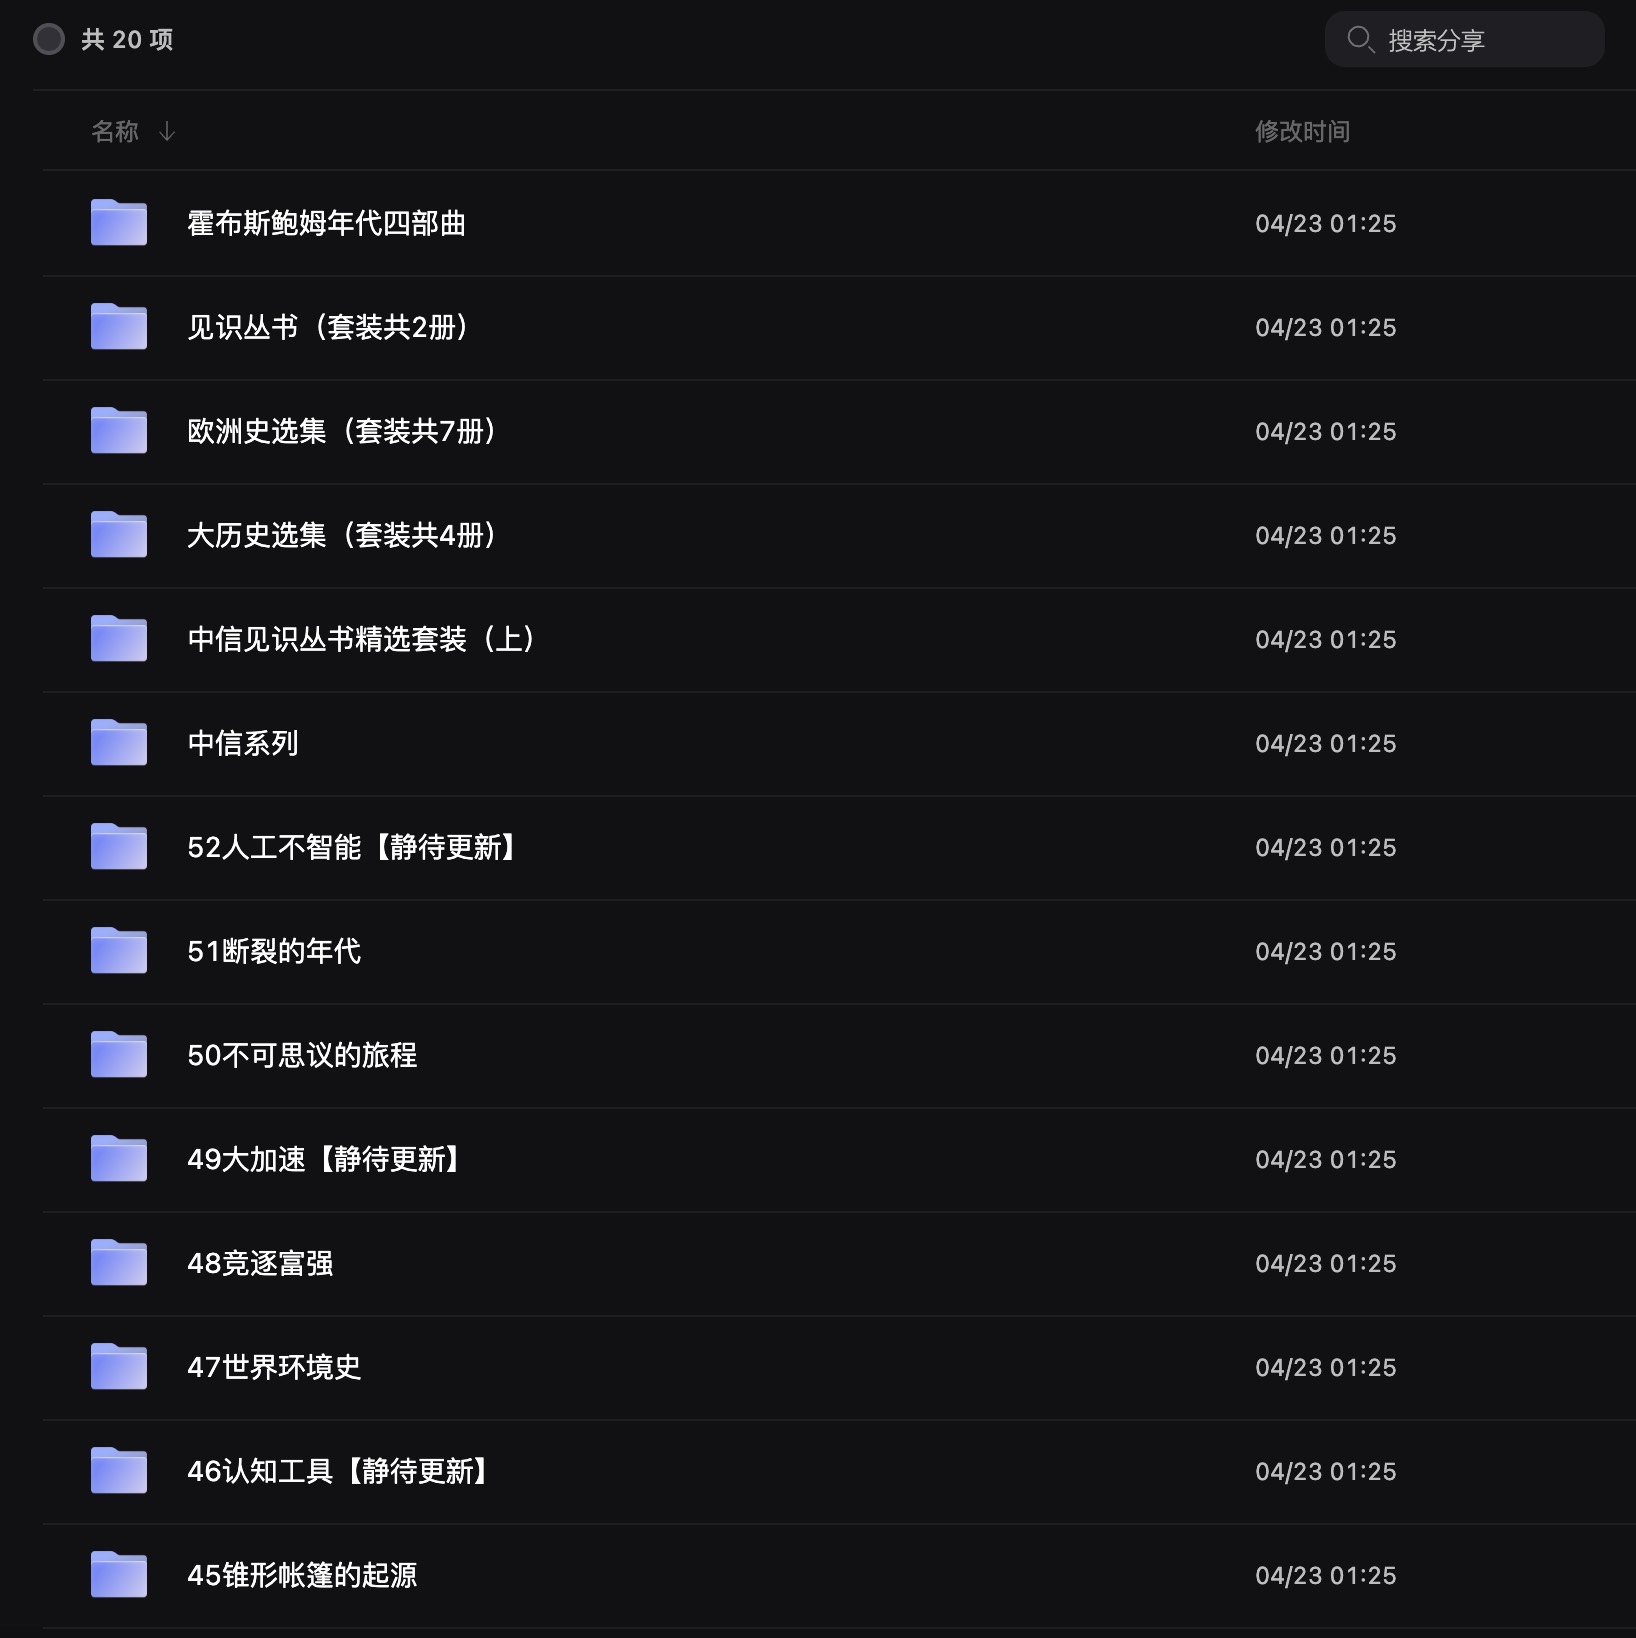 共 20 项
搜索分享
名称 ↓ 修改时间
霍布斯鲍姆年代四部曲 04/23 01:25
见识丛书（套装共2册） 04/23 01:25
欧洲史选集（套装共7册） 04/23 01:25
大历史选集（套装共4册） 04/23 01:25
中信见识丛书精选套装（上） 04/23 01:25
中信系列 04/23 01:25
52人工不智能【静待更新】 04/23 01:25
51断裂的年代 04/23 01:25
50不可思议的旅程 04/23 01:25
49大加速【静待更新】 04/23 01:25
48竞逐富强 04/23 01:25
47世界环境史 04/23 01:25
46认知工具【静待更新】 04/23 01:25
45锥形帐篷的起源 04/23 01:25